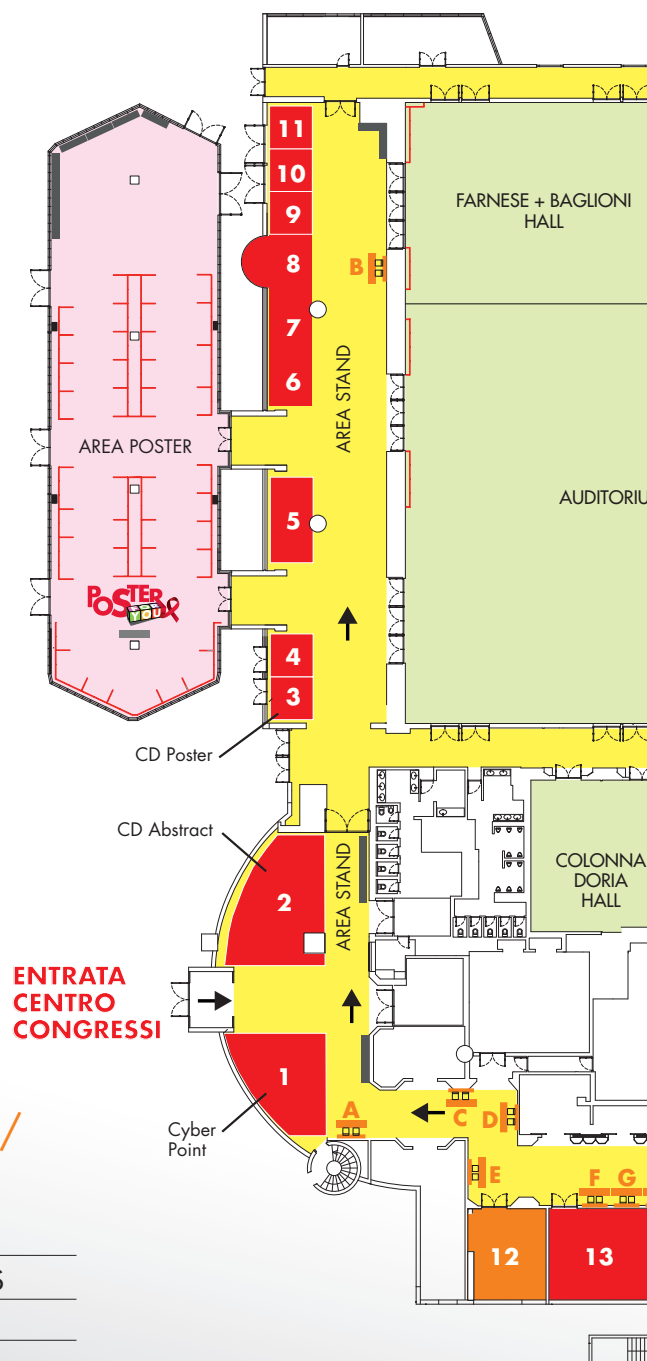 11
10
9
8
7
6
5
4
3
2
1
12
13
A
B
C
D
E
F
G
FARNESE + BAGLIONI
HALL
AREA STAND
AREA POSTER
AUDITORIU
POSTER
YOU
CD Poster
CD Abstract
AREA STAND
COLONNA
DORIA
HALL
ENTRATA
CENTRO
CONGRESSI
Cyber
Point
S